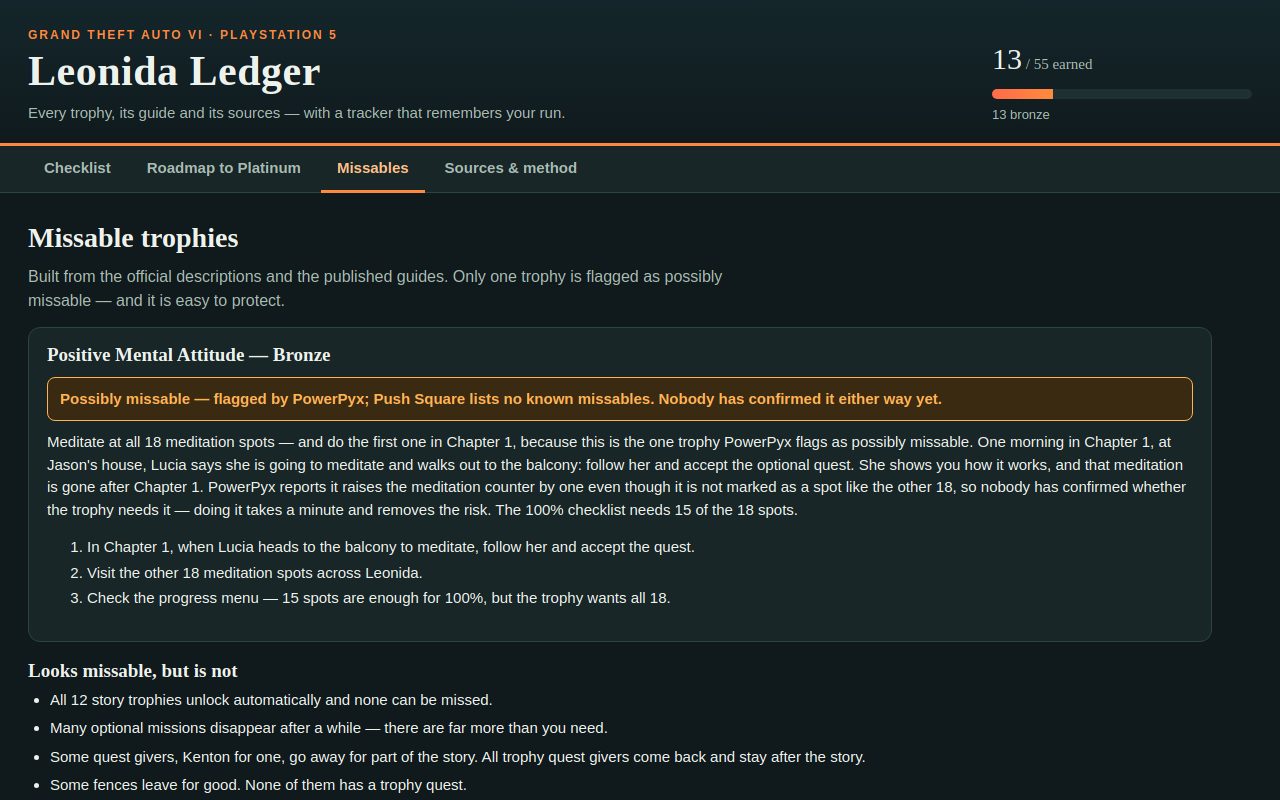 GRAND THEFT AUTO VI · PLAYSTATION 5
Leonida Ledger
Every trophy, its guide and its sources — with a tracker that remembers your run.
13 / 55 earned
13 bronze
Checklist
Roadmap to Platinum
Missables
Sources & method
Missable trophies
Built from the official descriptions and the published guides. Only one trophy is flagged as possibly
missable — and it is easy to protect.
Positive Mental Attitude — Bronze
Possibly missable — flagged by PowerPyx; Push Square lists no known missables. Nobody has confirmed it either way yet.
Meditate at all 18 meditation spots — and do the first one in Chapter 1, because this is the one trophy PowerPyx flags as possibly missable. One morning in Chapter 1, at
Jason's house, Lucia says she is going to meditate and walks out to the balcony: follow her and accept the optional quest. She shows you how it works, and that meditation
is gone after Chapter 1. PowerPyx reports it raises the meditation counter by one even though it is not marked as a spot like the other 18, so nobody has confirmed whether
the trophy needs it — doing it takes a minute and removes the risk. The 100% checklist needs 15 of the 18 spots.
1. In Chapter 1, when Lucia heads to the balcony to meditate, follow her and accept the quest.
2. Visit the other 18 meditation spots across Leonida.
3. Check the progress menu — 15 spots are enough for 100%, but the trophy wants all 18.
Looks missable, but is not
• All 12 story trophies unlock automatically and none can be missed.
• Many optional missions disappear after a while — there are far more than you need.
• Some quest givers, Kenton for one, go away for part of the story. All trophy quest givers come back and stay after the story.
• Some fences leave for good. None of them has a trophy quest.